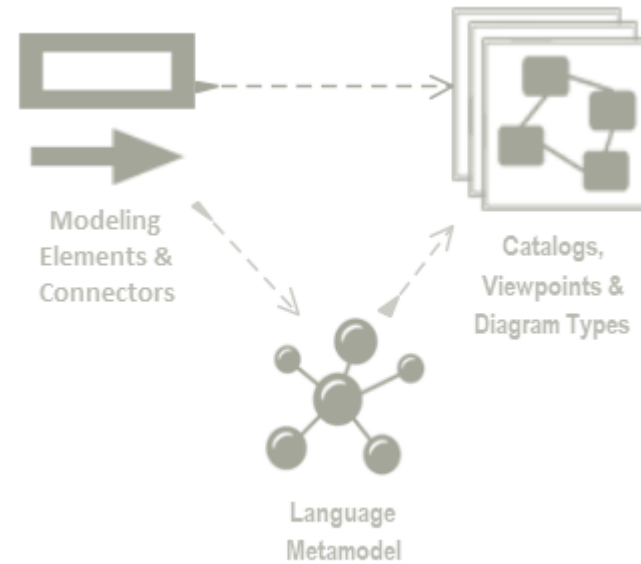 Modeling
Elements &
Connectors
Catalogs,
Viewpoints &
Diagram Types
Language
Metamodel